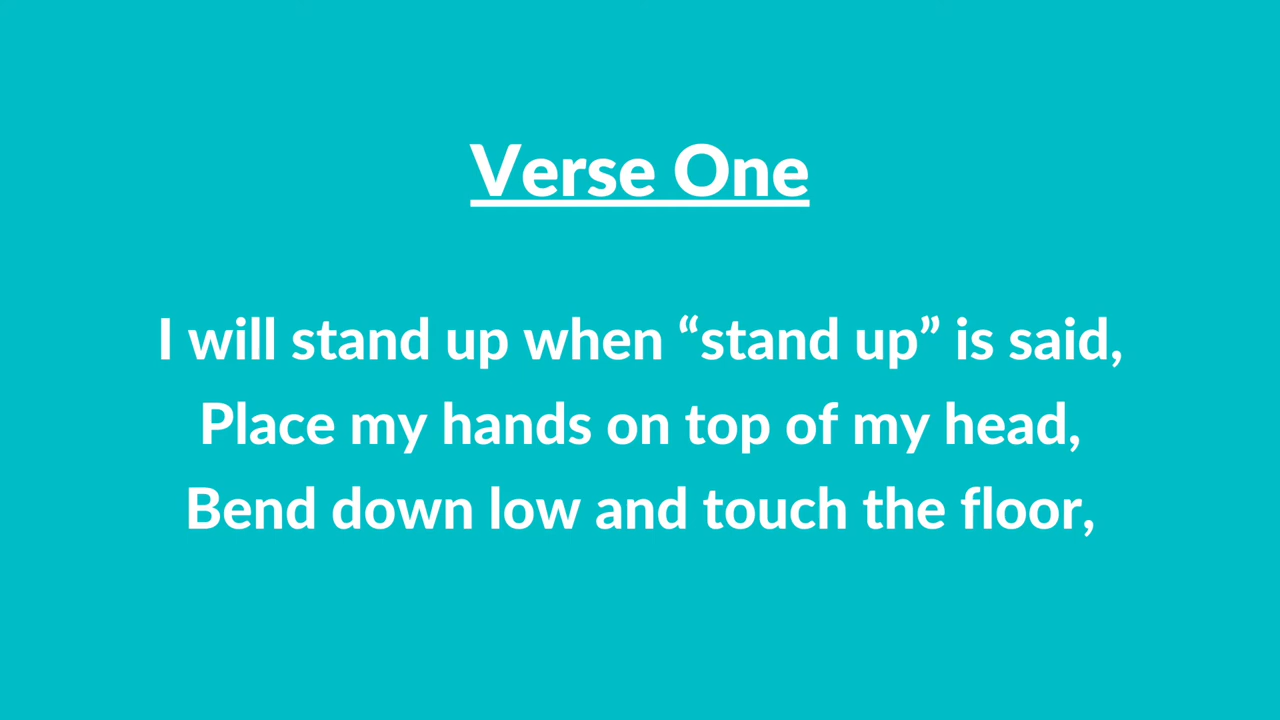 Verse One
I will stand up when “stand up” is said,
Place my hands on top of my head,
Bend down low and touch the floor,